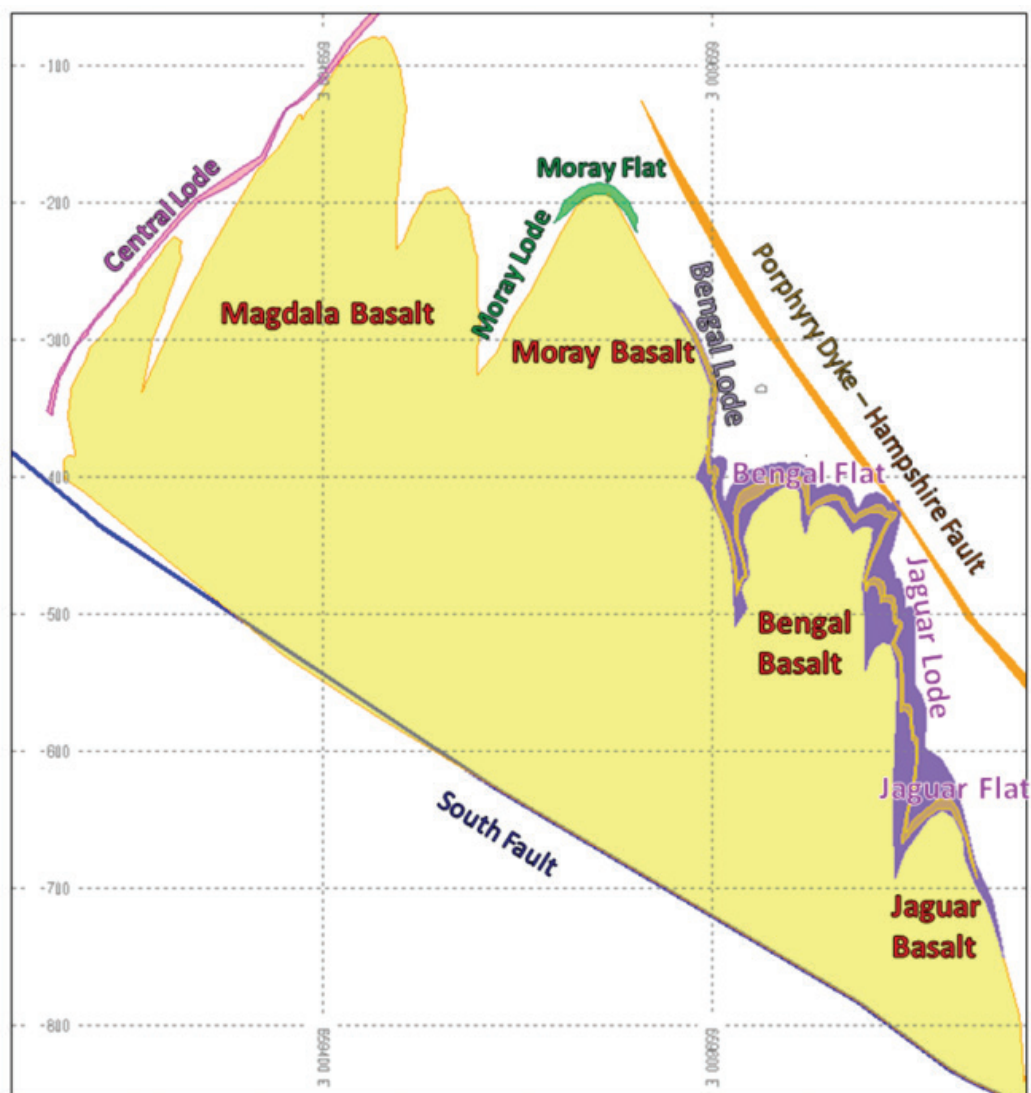 -100
Moray Flat
Central Lode
-200
Moray Lode
Bengal Lode
Porphyry Dyke – Hampshire Fault
Magdala Basalt
-300
Moray Basalt
-400
Bengal Flat
-500
Bengal
Basalt
Jaguar Lode
-600
Jaguar Flat
South Fault
-700
Jaguar
Basalt
-800